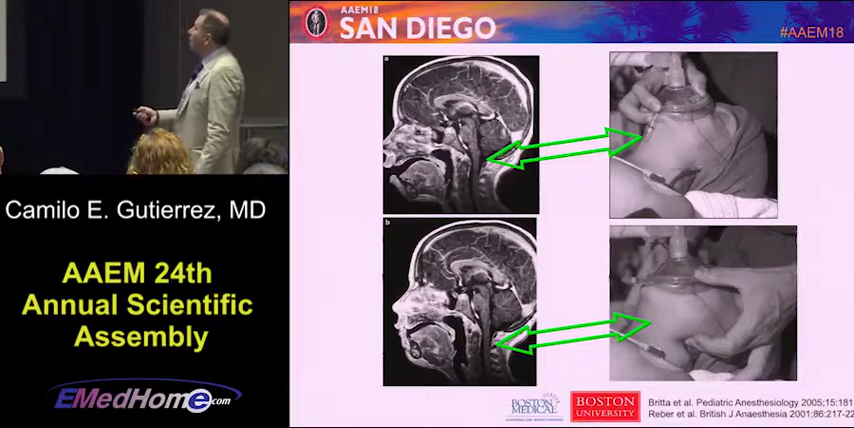 AAEM18
SAN DIEGO
#AAEM18
a
b
Camilo E. Gutierrez, MD
AAEM 24th
Annual Scientific
Assembly
EMedHome.com
BOSTON
MEDICAL
BOSTON
UNIVERSITY
Britta et al. Pediatric Anesthesiology 2005;15:181
Reber et al. British J Anaesthesia 2001;86:217-22